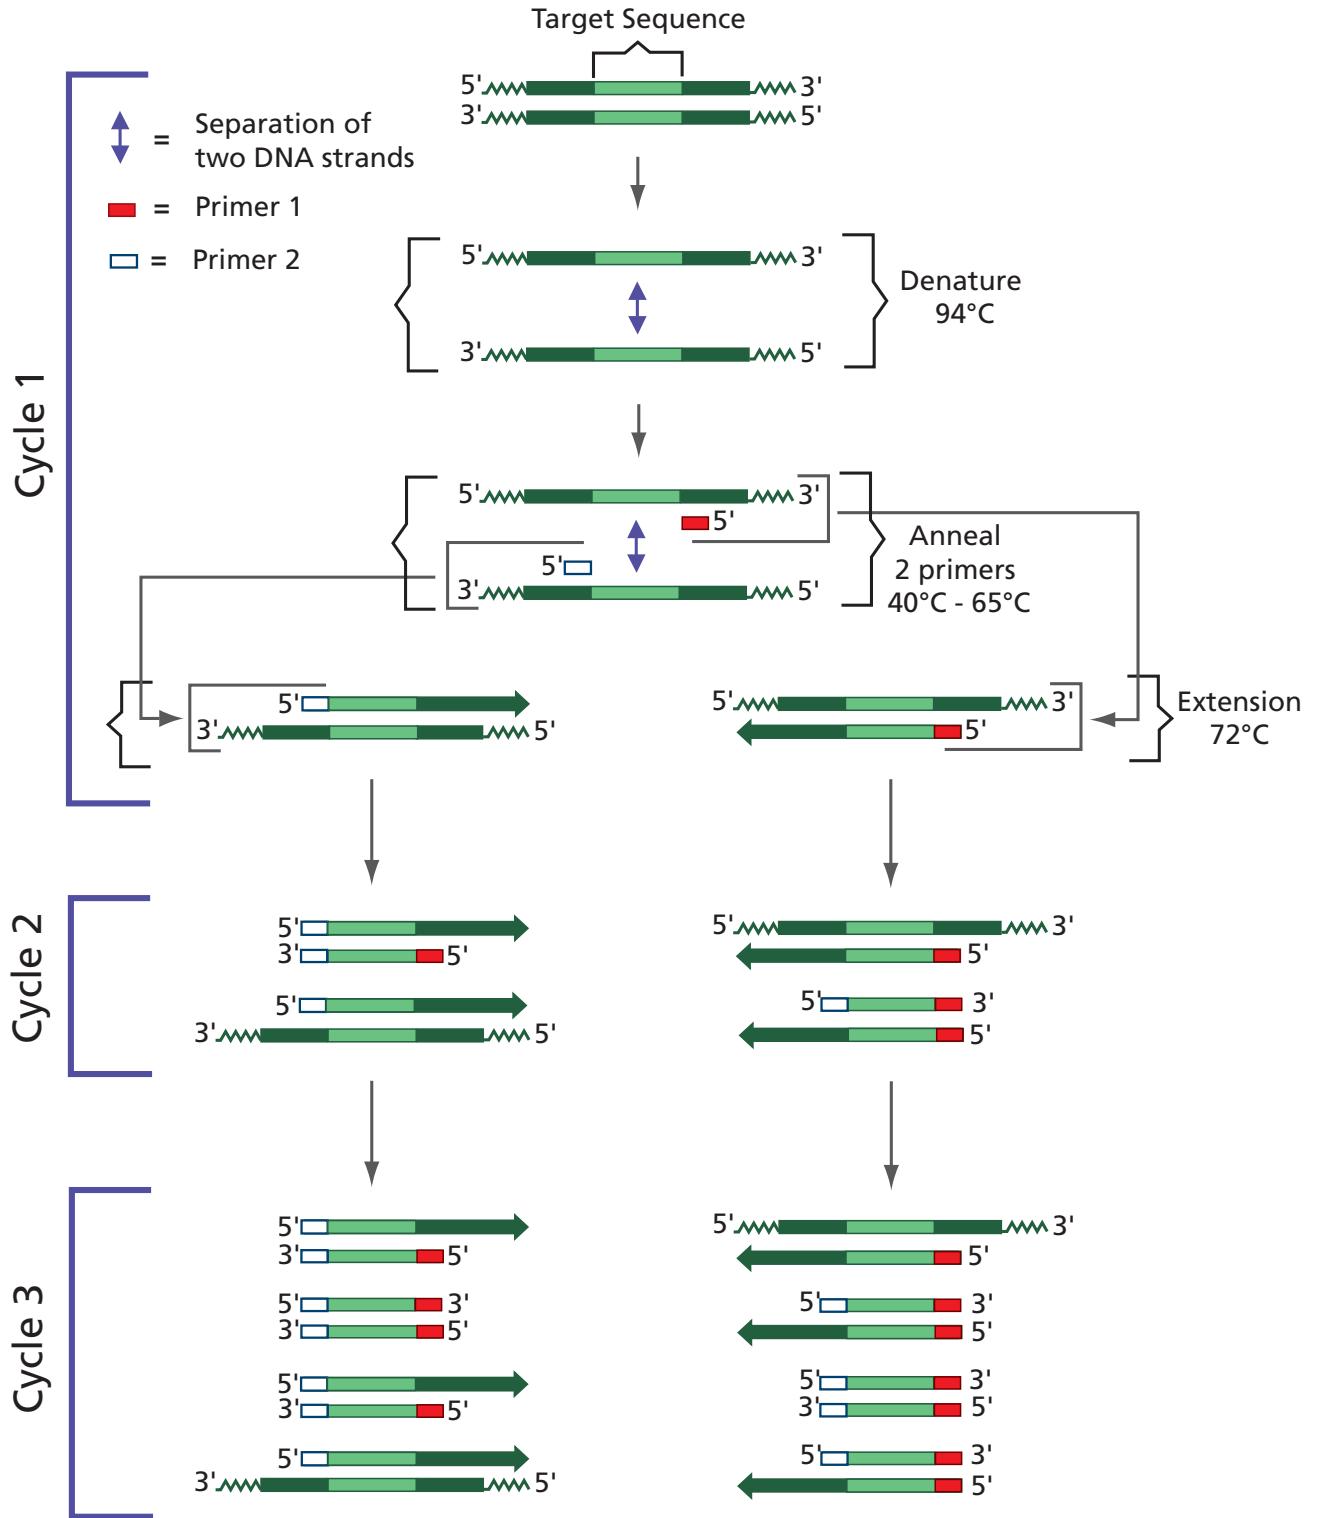 Target Sequence
5' 3'
3' 5'
= Separation of
two DNA strands
= Primer 1
= Primer 2
Cycle 1
5' 3'
3' 5'
Denature
94°C
5' 3'
5'
5'
3' 5'
Anneal
2 primers
40°C - 65°C
5'
3' 5'
5' 3'
5'
Extension
72°C
Cycle 2
5'
3' 5'
5'
3' 5'
5' 3'
5'
5' 3'
5'
Cycle 3
5'
3' 5'
5' 3'
3' 5'
5'
3' 5'
5'
3' 5'
5' 3'
5'
5' 3'
5'
5' 3'
3' 5'
5' 3'
5'